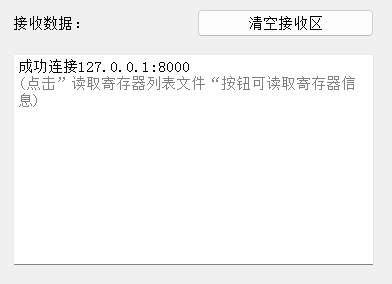 接收数据：
清空接收区
成功连接127.0.0.1:8000
(点击”读取寄存器列表文件“按钮可读取寄存器信
息)